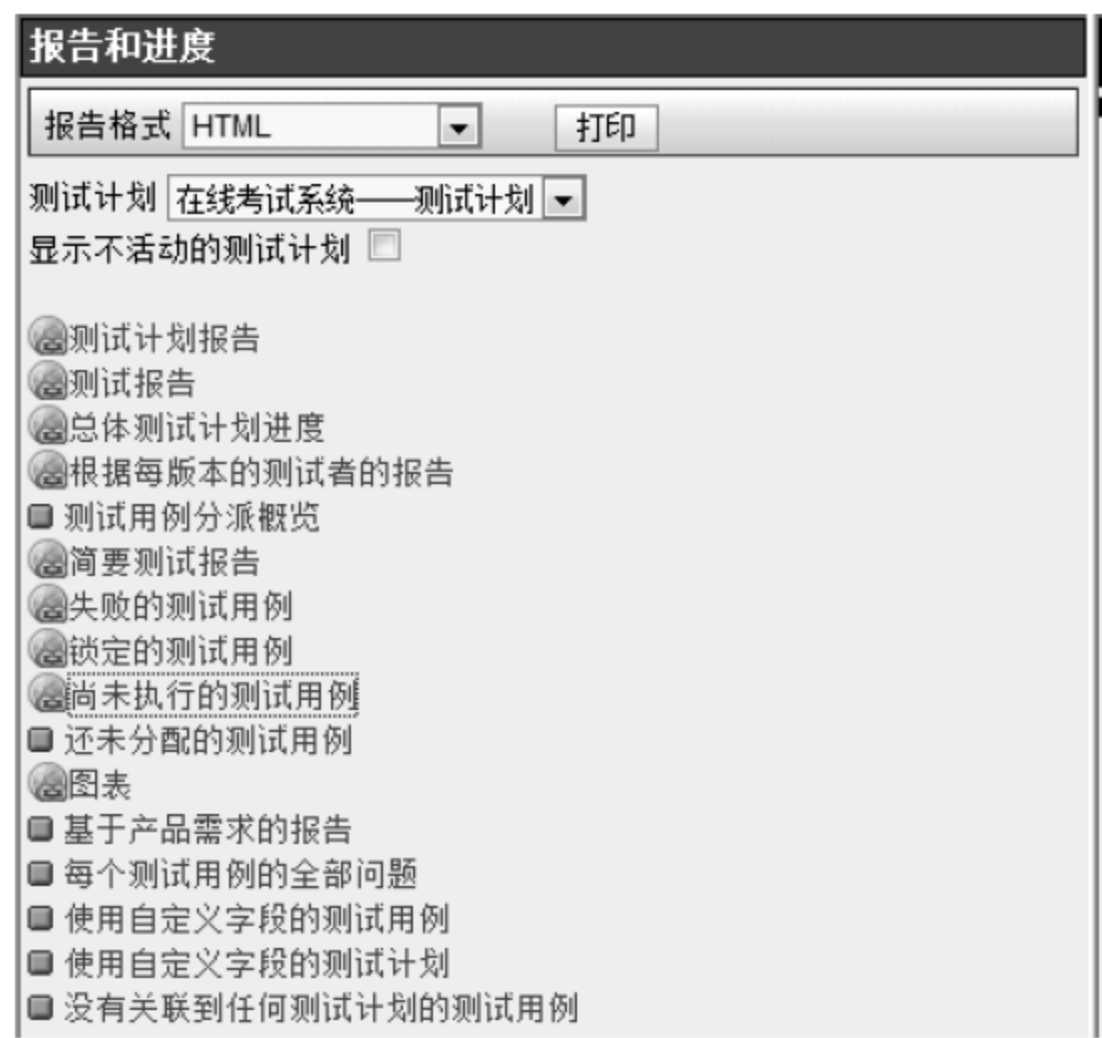 报告和进度
报告格式 HTML 打印
测试计划 在线考试系统——测试计划
显示不活动的测试计划
测试计划报告
测试报告
总体测试计划进度
根据每版本的测试者的报告
测试用例分派概览
简要测试报告
失败的测试用例
锁定的测试用例
尚未执行的测试用例
还未分配的测试用例
图表
基于产品需求的报告
每个测试用例的全部问题
使用自定义字段的测试用例
使用自定义字段的测试计划
没有关联到任何测试计划的测试用例